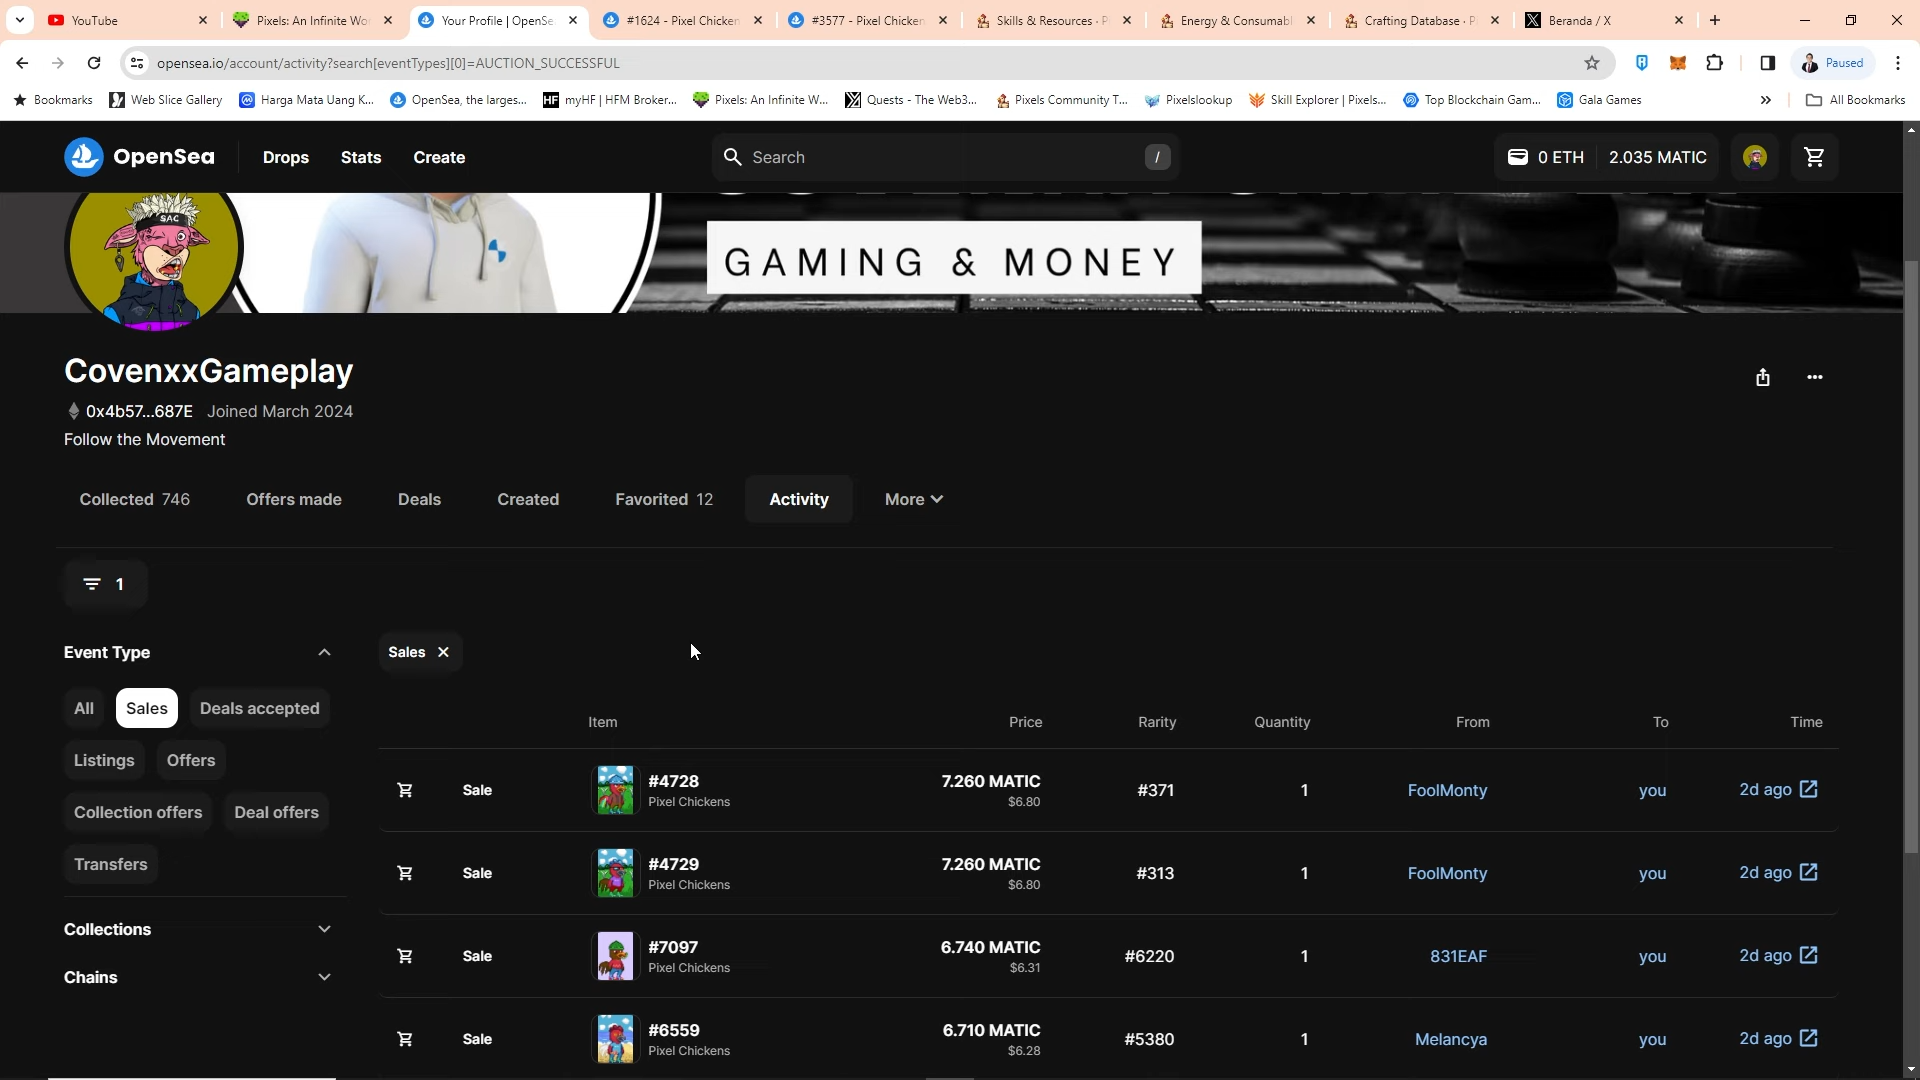 YouTube
Pixels: An Infinite Wo
Your Profile | OpenSe
#1624 - Pixel Chicken
#3577 - Pixel Chicken
Skills & Resources · P
Energy & Consumabl
Crafting Database · P
Beranda / X
opensea.io/account/activity?search[eventTypes][0]=AUCTION_SUCCESSFUL
Paused
Bookmarks
Web Slice Gallery
Harga Mata Uang K...
OpenSea, the larges...
HF
myHF | HFM Broker...
Pixels: An Infinite W...
Quests - The Web3...
Pixels Community T...
Pixelslookup
Skill Explorer | Pixels...
Top Blockchain Gam...
Gala Games
»
All Bookmarks
OpenSea
Drops
Stats
Create
Search
/
0 ETH
2.035 MATIC
SAC
GAMING & MONEY
CovenxxGameplay
0x4b57...687E Joined March 2024
Follow the Movement
Collected 746
Offers made
Deals
Created
Favorited 12
Activity
More
1
Event Type
Sales
All
Sales
Deals accepted
Listings
Offers
Collection offers
Deal offers
Transfers
Collections
Chains
Item Price Rarity Quantity From To Time
Sale #4728 7.260 MATIC #371 1 FoolMonty you 2d ago
Pixel Chickens $6.80
Sale #4729 7.260 MATIC #313 1 FoolMonty you 2d ago
Pixel Chickens $6.80
Sale #7097 6.740 MATIC #6220 1 831EAF you 2d ago
Pixel Chickens $6.31
Sale #6559 6.710 MATIC #5380 1 Melancya you 2d ago
Pixel Chickens $6.28